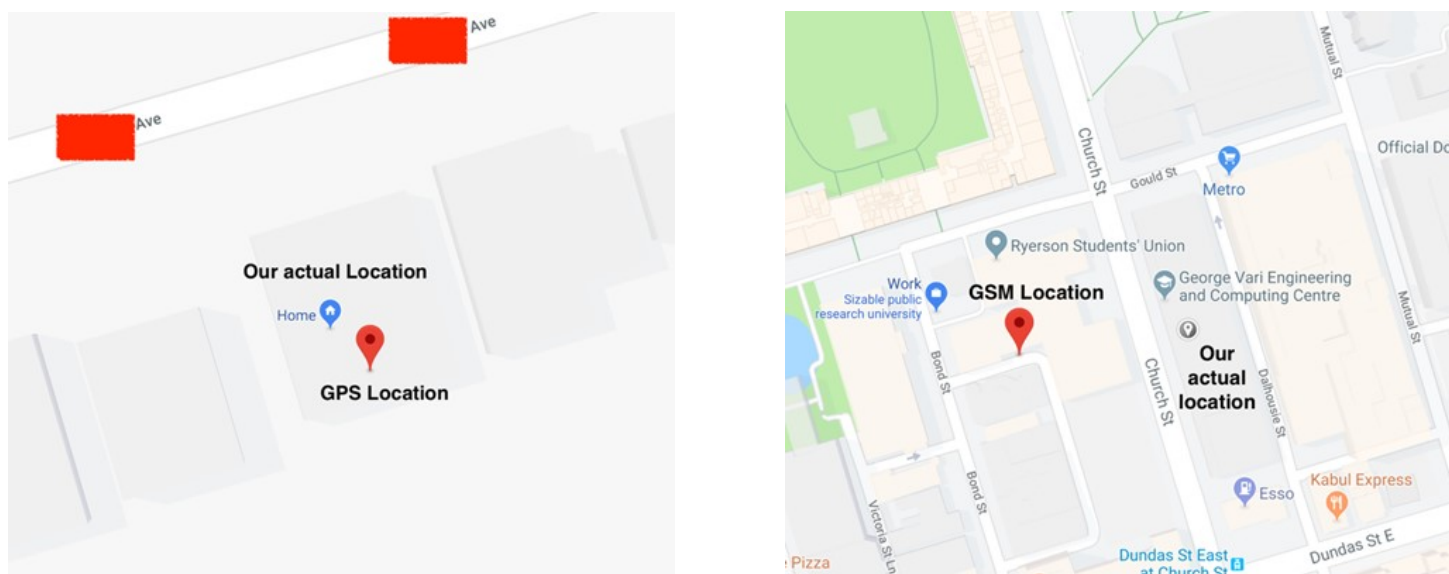 Ave
Ave
Our actual Location
Home
GPS Location
Mutual St
Church St
Official Do
Gould St
Metro
Ryerson Students' Union
Work
Sizable public
research university
GSM Location
George Vari Engineering
and Computing Centre
Mutual St
Bond St
Our
actual
location
Church St
Dalhousie St
Kabul Express
Esso
Bond St
Victoria St Ln
Pizza
Dundas St East
at Church St
Dundas St E